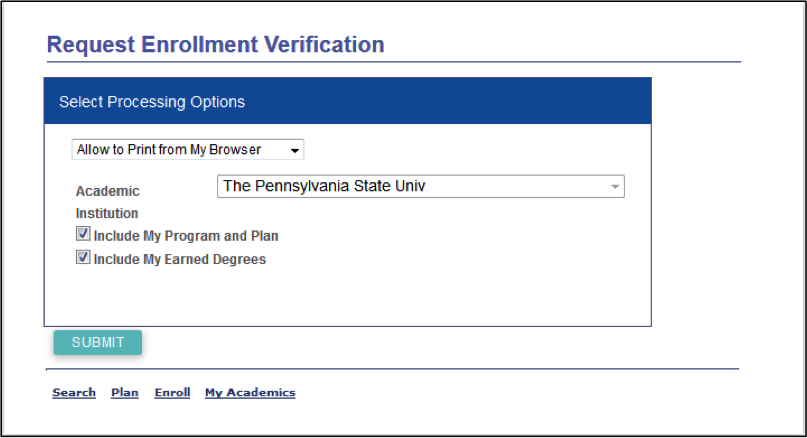 Request Enrollment Verification
Select Processing Options
Allow to Print from My Browser
Academic
Institution
The Pennsylvania State Univ
Include My Program and Plan
Include My Earned Degrees
SUBMIT
Search Plan Enroll My Academics